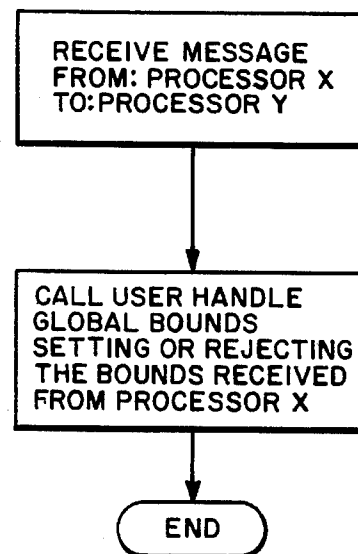 RECEIVE MESSAGE
FROM: PROCESSOR X
TO:PROCESSOR Y
CALL USER HANDLE
GLOBAL BOUNDS
SETTING OR REJECTING
THE BOUNDS RECEIVED
FROM PROCESSOR X
END